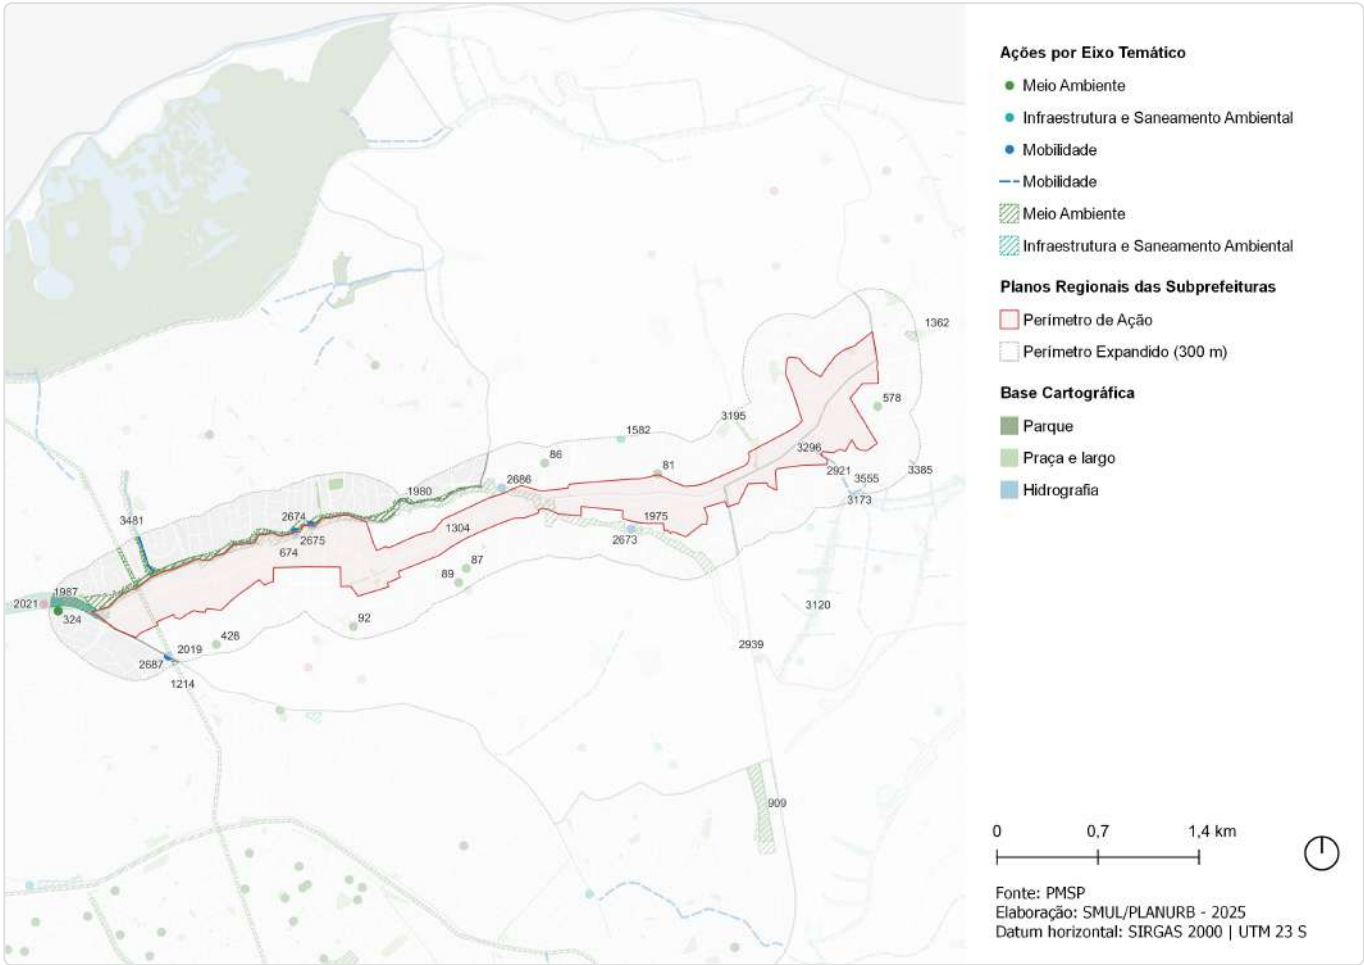 Ações por Eixo Temático
Meio Ambiente
Infraestrutura e Saneamento Ambiental
Mobilidade
Mobilidade
Meio Ambiente
Infraestrutura e Saneamento Ambiental
Planos Regionais das Subprefeituras
Perímetro de Ação
Perímetro Expandido (300 m)
Base Cartográfica
Parque
Praça e largo
Hidrografia
0 0,7 1,4 km
Fonte: PMSP
Elaboração: SMUL/PLANURB - 2025
Datum horizontal: SIRGAS 2000 | UTM 23 S
1362
578
3195
1582
86
81
3296
2921
3555
3385
3173
2686
1980
3481
2674
2675
674
1304
1975
2673
87
89
1987
2021
324
92
428
2019
2687
1214
3120
2939
909